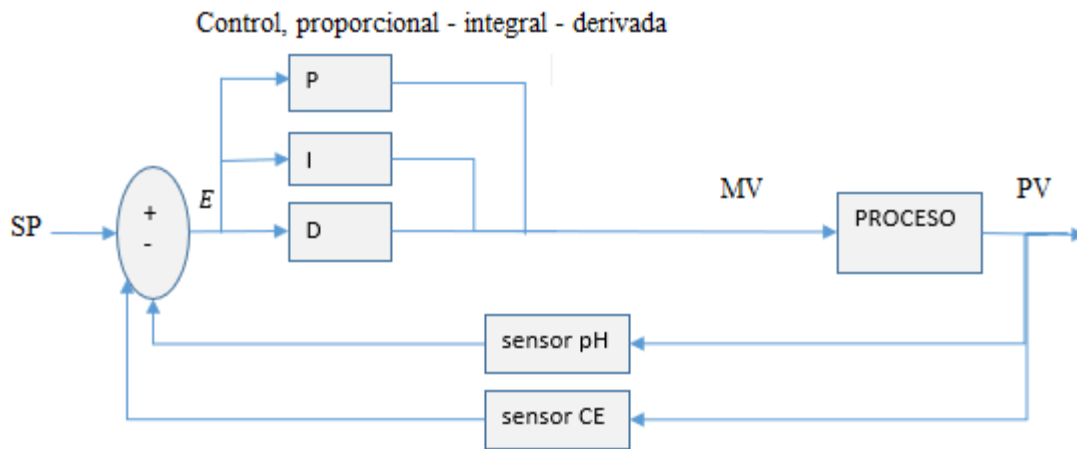 Control, proporcional - integral - derivada
P
I
D
SP
+
-
E
MV
PROCESO
PV
sensor pH
sensor CE